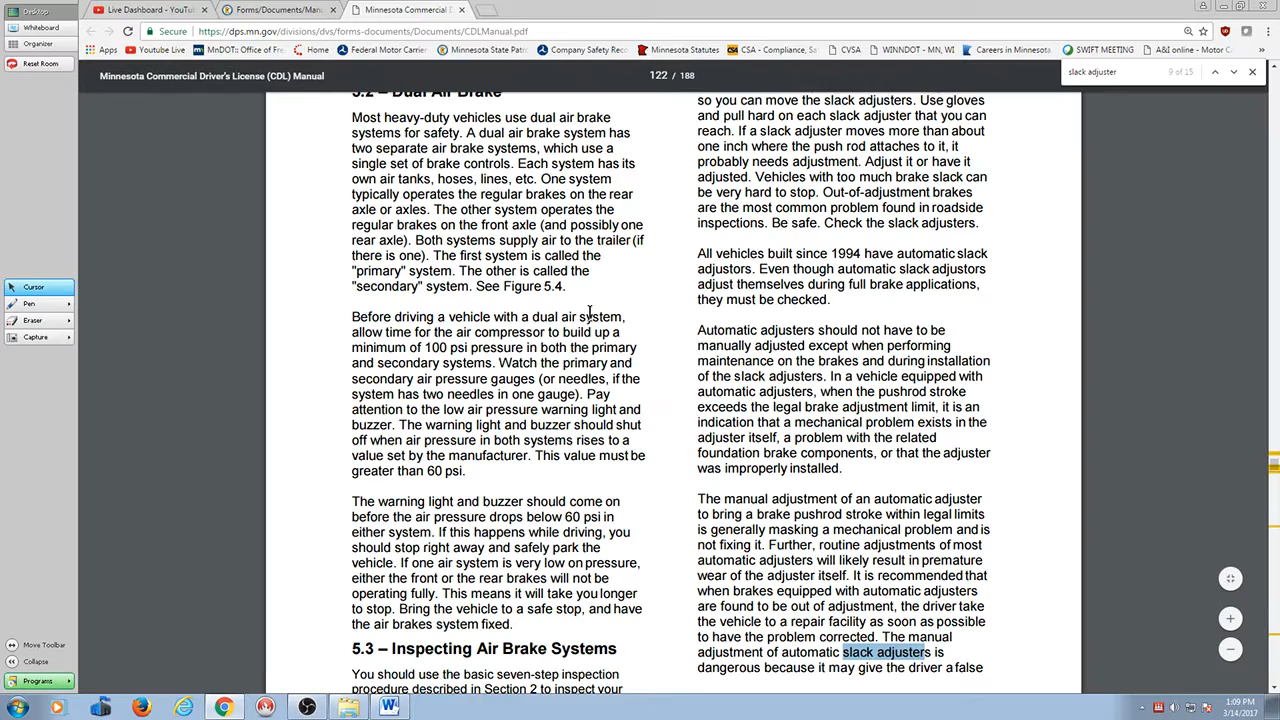 Desktop
Whiteboard
Organizer
Reset Room
Cursor
Pen
Eraser
Capture
Move Toolbar
Collapse
Programs
Live Dashboard - YouTu
Forms/Documents/Man
Minnesota Commercial D
Secure
https://dps.mn.gov/divisions/dvs/forms-documents/Documents/CDLManual.pdf
Apps
Youtube Live
MnDOTs Office of Fre
Home
Federal Motor Carrier
Minnesota State Patr
Company Safety Reco
Minnesota Statutes
CSA - Compliance, Sa
CVSA
WINDOT - MN, WI
Careers in Minnesota
SWIFT MEETING
A&I online - Motor C
Minnesota Commercial Driver's License (CDL) Manual
122 / 188
slack adjuster
9 of 15
5.2 – Dual Air Brake
Most heavy-duty vehicles use dual air brake
systems for safety. A dual air brake system has
two separate air brake systems, which use a
single set of brake controls. Each system has its
own air tanks, hoses, lines, etc. One system
typically operates the regular brakes on the rear
axle or axles. The other system operates the
regular brakes on the front axle (and possibly one
rear axle). Both systems supply air to the trailer (if
there is one). The first system is called the
"primary" system. The other is called the
"secondary" system. See Figure 5.4.
Before driving a vehicle with a dual air system,
allow time for the air compressor to build up a
minimum of 100 psi pressure in both the primary
and secondary systems. Watch the primary and
secondary air pressure gauges (or needles, if the
system has two needles in one gauge). Pay
attention to the low air pressure warning light and
buzzer. The warning light and buzzer should shut
off when air pressure in both systems rises to a
value set by the manufacturer. This value must be
greater than 60 psi.
The warning light and buzzer should come on
before the air pressure drops below 60 psi in
either system. If this happens while driving, you
should stop right away and safely park the
vehicle. If one air system is very low on pressure,
either the front or the rear brakes will not be
operating fully. This means it will take you longer
to stop. Bring the vehicle to a safe stop, and have
the air brakes system fixed.
5.3 – Inspecting Air Brake Systems
You should use the basic seven-step inspection
procedure described in Section 2 to inspect your
so you can move the slack adjusters. Use gloves
and pull hard on each slack adjuster that you can
reach. If a slack adjuster moves more than about
one inch where the push rod attaches to it, it
probably needs adjustment. Adjust it or have it
adjusted. Vehicles with too much brake slack can
be very hard to stop. Out-of-adjustment brakes
are the most common problem found in roadside
inspections. Be safe. Check the slack adjusters.
All vehicles built since 1994 have automatic slack
adjustors. Even though automatic slack adjustors
adjust themselves during full brake applications,
they must be checked.
Automatic adjusters should not have to be
manually adjusted except when performing
maintenance on the brakes and during installation
of the slack adjusters. In a vehicle equipped with
automatic adjusters, when the pushrod stroke
exceeds the legal brake adjustment limit, it is an
indication that a mechanical problem exists in the
adjuster itself, a problem with the related
foundation brake components, or that the adjuster
was improperly installed.
The manual adjustment of an automatic adjuster
to bring a brake pushrod stroke within legal limits
is generally masking a mechanical problem and is
not fixing it. Further, routine adjustments of most
automatic adjusters will likely result in premature
wear of the adjuster itself. It is recommended that
when brakes equipped with automatic adjusters
are found to be out of adjustment, the driver take
the vehicle to a repair facility as soon as possible
to have the problem corrected. The manual
adjustment of automatic slack adjusters is
dangerous because it may give the driver a false
1:09 PM
3/14/2017